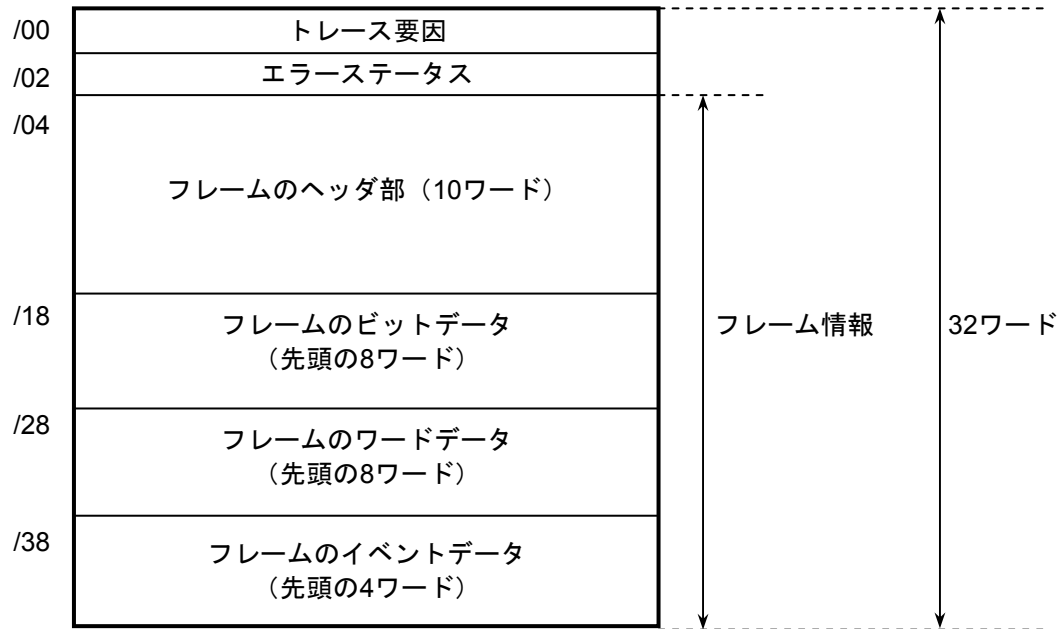 /00
トレース要因
/02
エラーステータス
/04
フレームのヘッダ部（10ワード）
/18
フレームのビットデータ
（先頭の8ワード）
フレーム情報
32ワード
/28
フレームのワードデータ
（先頭の8ワード）
/38
フレームのイベントデータ
（先頭の4ワード）